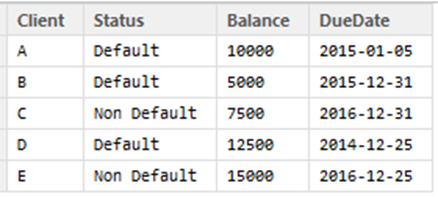 Client Status Balance DueDate
A Default 10000 2015-01-05
B Default 5000 2015-12-31
C Non Default 7500 2016-12-31
D Default 12500 2014-12-25
E Non Default 15000 2016-12-25